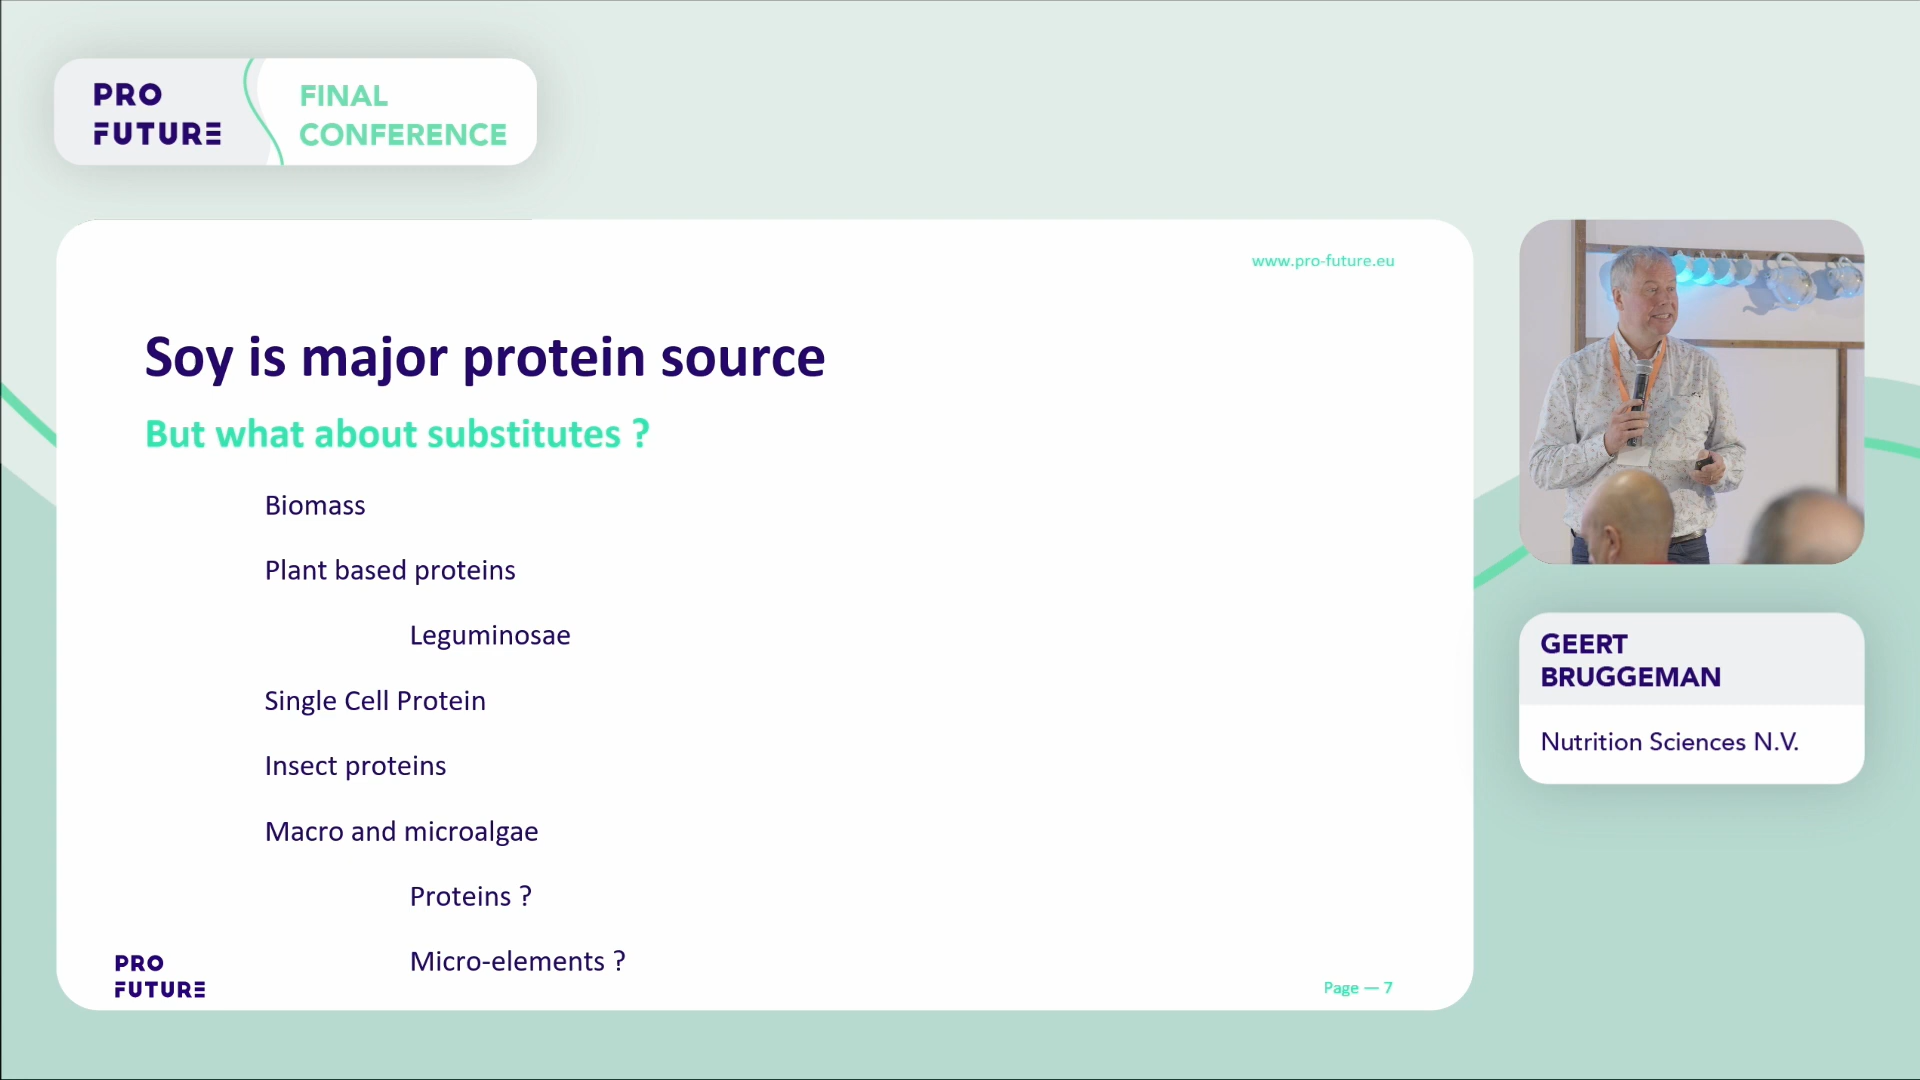 PRO
FUTURE
FINAL
CONFERENCE
www.pro-future.eu
Soy is major protein source
But what about substitutes ?
Biomass
Plant based proteins
Leguminosae
Single Cell Protein
Insect proteins
Macro and microalgae
Proteins ?
Micro-elements ?
PRO
FUTURE
Page — 7
GEERT
BRUGGEMAN
Nutrition Sciences N.V.